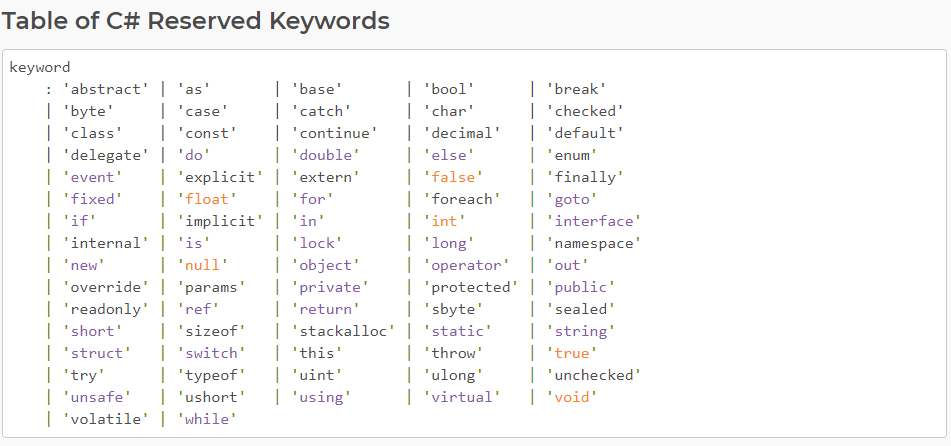 Table of C# Reserved Keywords
keyword
    : 'abstract' | 'as'       | 'base'       | 'bool'      | 'break'
    | 'byte'     | 'case'     | 'catch'      | 'char'      | 'checked'
    | 'class'    | 'const'    | 'continue'   | 'decimal'   | 'default'
    | 'delegate' | 'do'       | 'double'     | 'else'      | 'enum'
    | 'event'    | 'explicit' | 'extern'     | 'false'     | 'finally'
    | 'fixed'    | 'float'    | 'for'        | 'foreach'   | 'goto'
    | 'if'       | 'implicit' | 'in'         | 'int'       | 'interface'
    | 'internal' | 'is'       | 'lock'       | 'long'      | 'namespace'
    | 'new'      | 'null'     | 'object'     | 'operator'  | 'out'
    | 'override' | 'params'   | 'private'    | 'protected' | 'public'
    | 'readonly' | 'ref'      | 'return'     | 'sbyte'     | 'sealed'
    | 'short'    | 'sizeof'   | 'stackalloc' | 'static'    | 'string'
    | 'struct'   | 'switch'   | 'this'       | 'throw'     | 'true'
    | 'try'      | 'typeof'   | 'uint'       | 'ulong'     | 'unchecked'
    | 'unsafe'   | 'ushort'   | 'using'      | 'virtual'   | 'void'
    | 'volatile' | 'while'